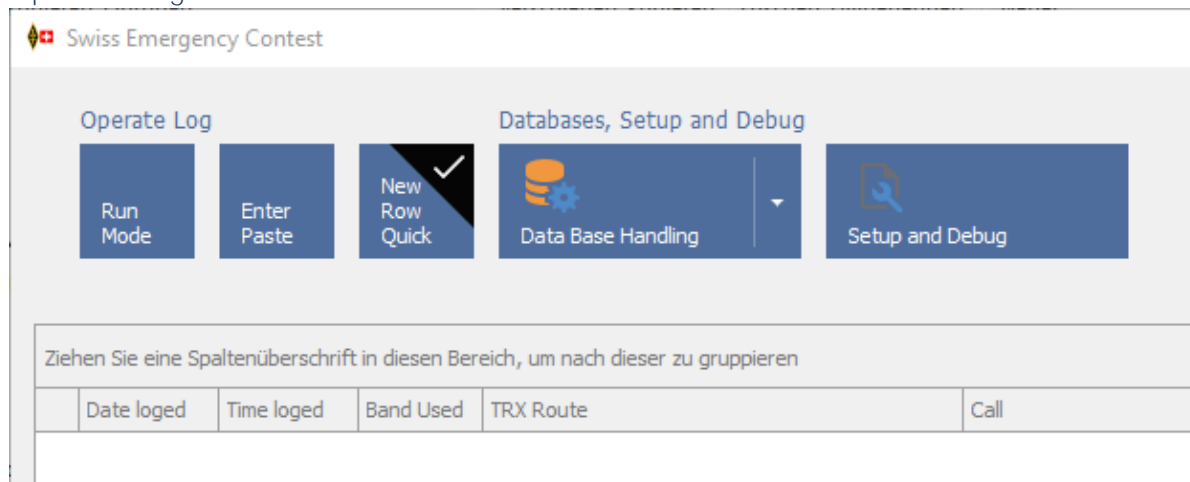 Swiss Emergency Contest
Operate Log
Databases, Setup and Debug
Run
Mode
Enter
Paste
New
Row
Quick
Data Base Handling
Setup and Debug
Ziehen Sie eine Spaltenüberschrift in diesen Bereich, um nach dieser zu gruppieren
Date loged Time loged Band Used TRX Route Call